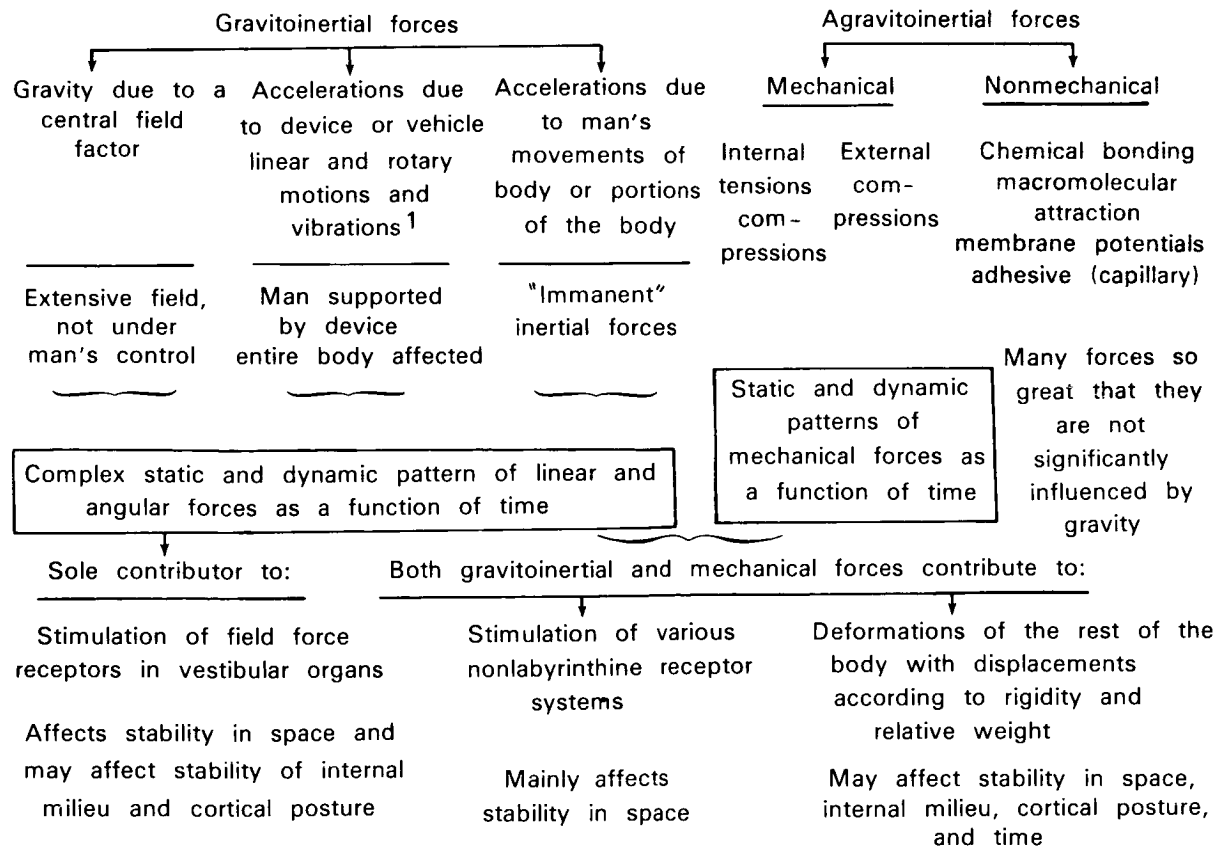 Gravitoinertial forces
Agravitoinertial forces
Gravity due to a
central field
factor
Accelerations due
to device or vehicle
linear and rotary
motions and
vibrations1
Accelerations due
to man's
movements of
body or portions
of the body
Mechanical
Nonmechanical
Internal
tensions
com-
pressions
External
com-
pressions
Chemical bonding
macromolecular
attraction
membrane potentials
adhesive (capillary)
Extensive field,
not under
man's control
Man supported
by device
entire body affected
"Immanent"
inertial forces
Static and dynamic
patterns of
mechanical forces as
a function of time
Many forces so
great that they
are not
significantly
influenced by
gravity
Complex static and dynamic pattern of linear and
angular forces as a function of time
Sole contributor to:
Both gravitoinertial and mechanical forces contribute to:
Stimulation of field force
receptors in vestibular organs
Affects stability in space and
may affect stability of internal
milieu and cortical posture
Stimulation of various
nonlabyrinthine receptor
systems
Mainly affects
stability in space
Deformations of the rest of the
body with displacements
according to rigidity and
relative weight
May affect stability in space,
internal milieu, cortical posture,
and time